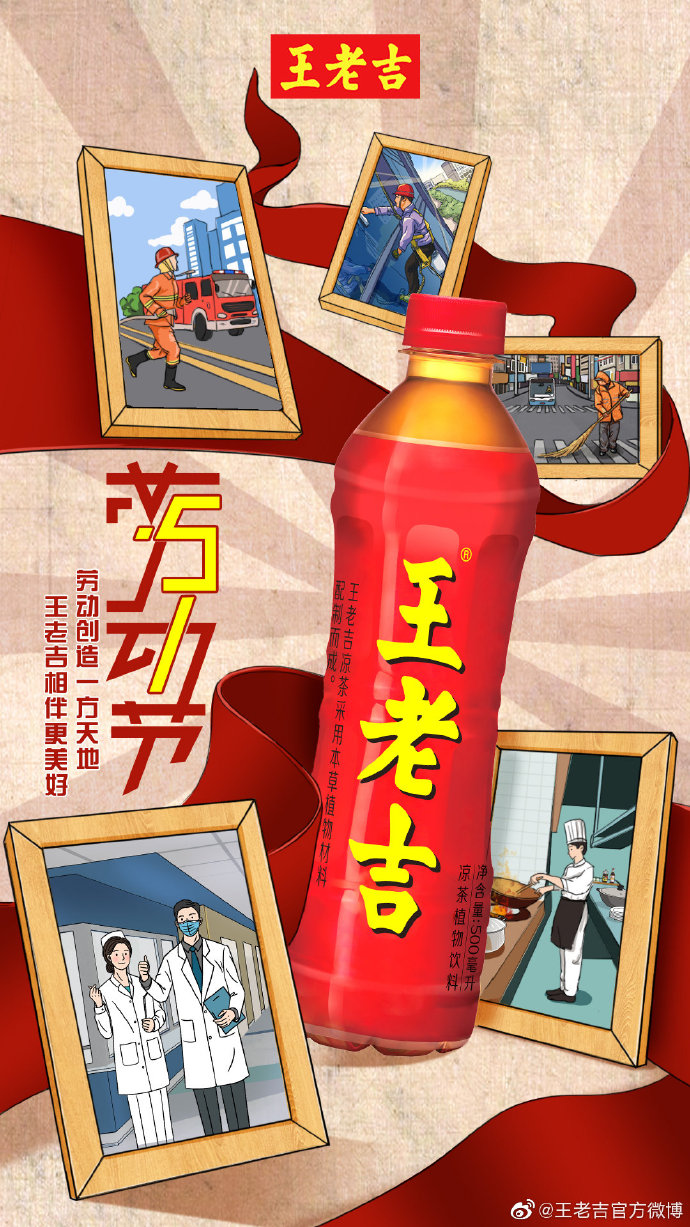 王老吉
劳动节
5 1
劳动创造一方天地
王老吉相伴更美好
王老吉
®
王老吉凉茶采用本草植物材料
配制而成。
净含量:500毫升
凉茶植物饮料
@王老吉官方微博